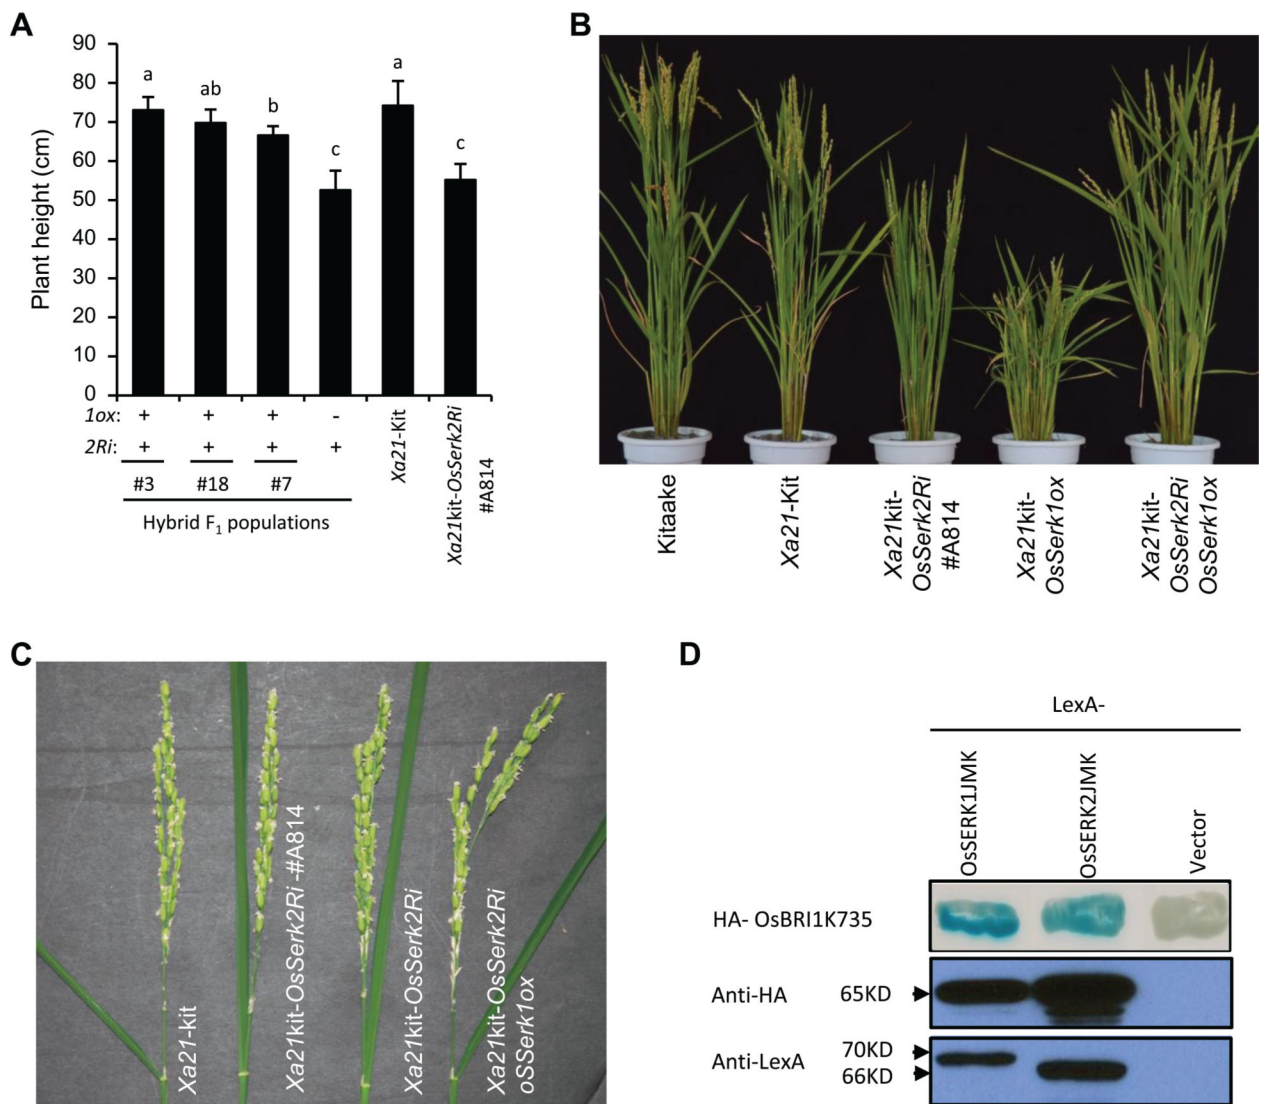 A
90
80
70
60
50
40
30
20
10
0
Plant height (cm)
a
ab
b
c
a
c
1ox: + + + -
2Ri: + + + +
#3 #18 #7
Hybrid F1 populations
Xa21-Kit
Xa21kit-OsSerk2Ri
#A814
B
Kitaake
Xa21-Kit
Xa21kit-
OsSerk2Ri
#A814
Xa21kit-
OsSerk1ox
Xa21kit-
OsSerk2Ri
OsSerk1ox
C
Xa21-kit
Xa21kit-OsSerk2Ri -#A814
Xa21kit-OsSerk2Ri
Xa21kit-OsSerk2Ri
oSSerk1ox
D
LexA-
OsSERK1JMK
OsSERK2JMK
Vector
HA- OsBRI1K735
Anti-HA 65KD
Anti-LexA 70KD
66KD